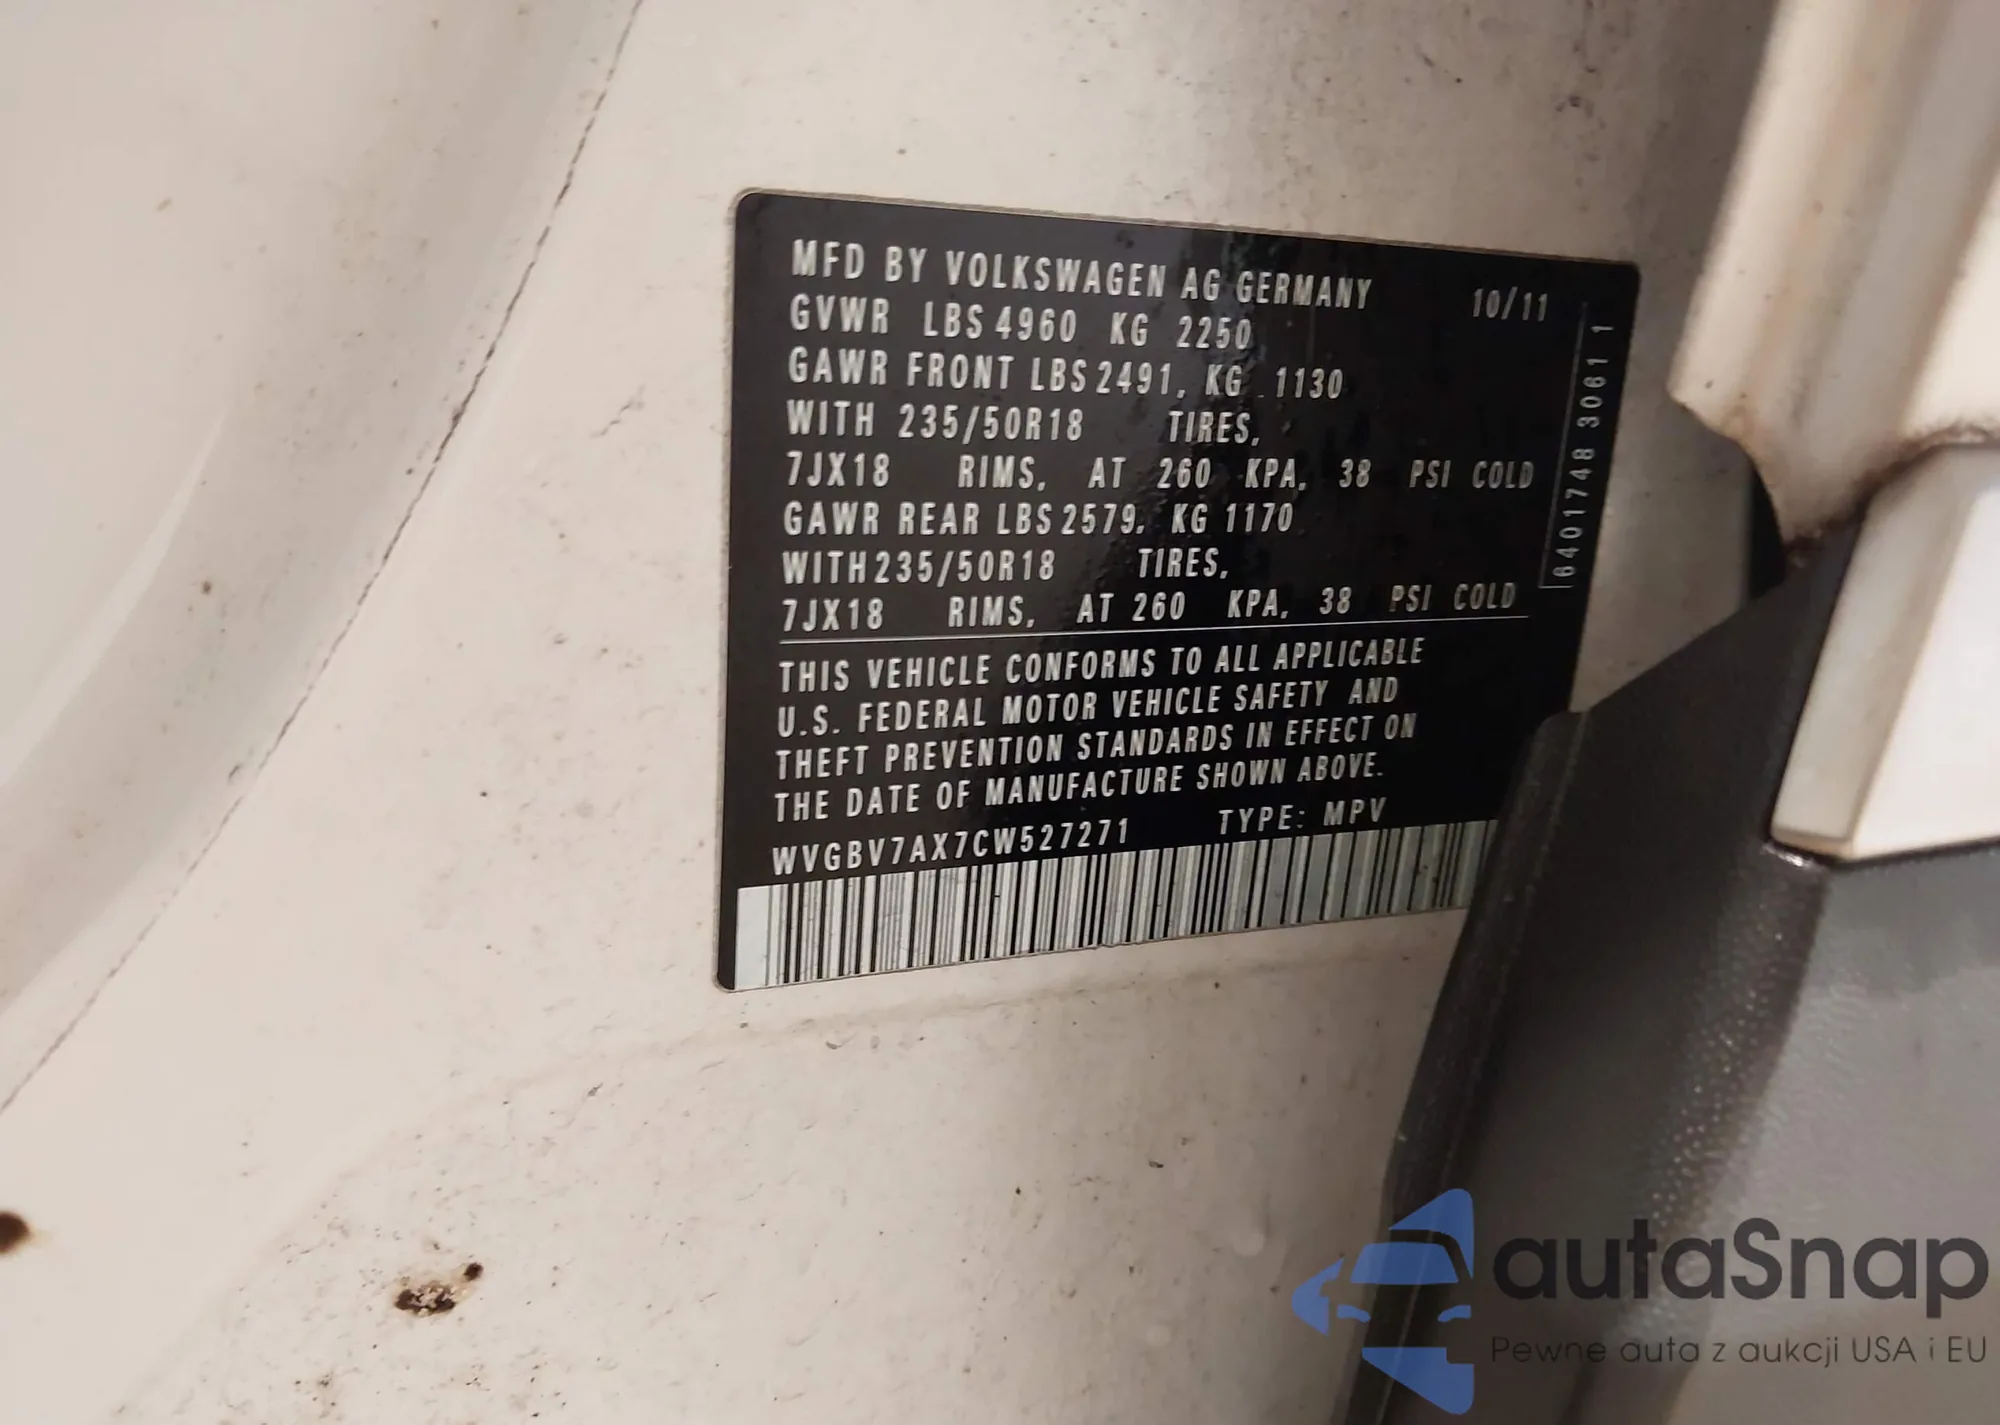 MFD BY VOLKSWAGEN AG GERMANY 10/11
GVWR LBS 4960 KG 2250
GAWR FRONT LBS 2491, KG 1130
WITH 235/50R18 TIRES,
7JX18 RIMS, AT 260 KPA, 38 PSI COLD
GAWR REAR LBS 2579, KG 1170
WITH 235/50R18 TIRES,
7JX18 RIMS, AT 260 KPA, 38 PSI COLD
6401748 3061 1
THIS VEHICLE CONFORMS TO ALL APPLICABLE
U.S. FEDERAL MOTOR VEHICLE SAFETY AND
THEFT PREVENTION STANDARDS IN EFFECT ON
THE DATE OF MANUFACTURE SHOWN ABOVE.
WVGBV7AX7CW527271 TYPE: MPV
autaSnap
Pewne auta z aukcji USA i EU